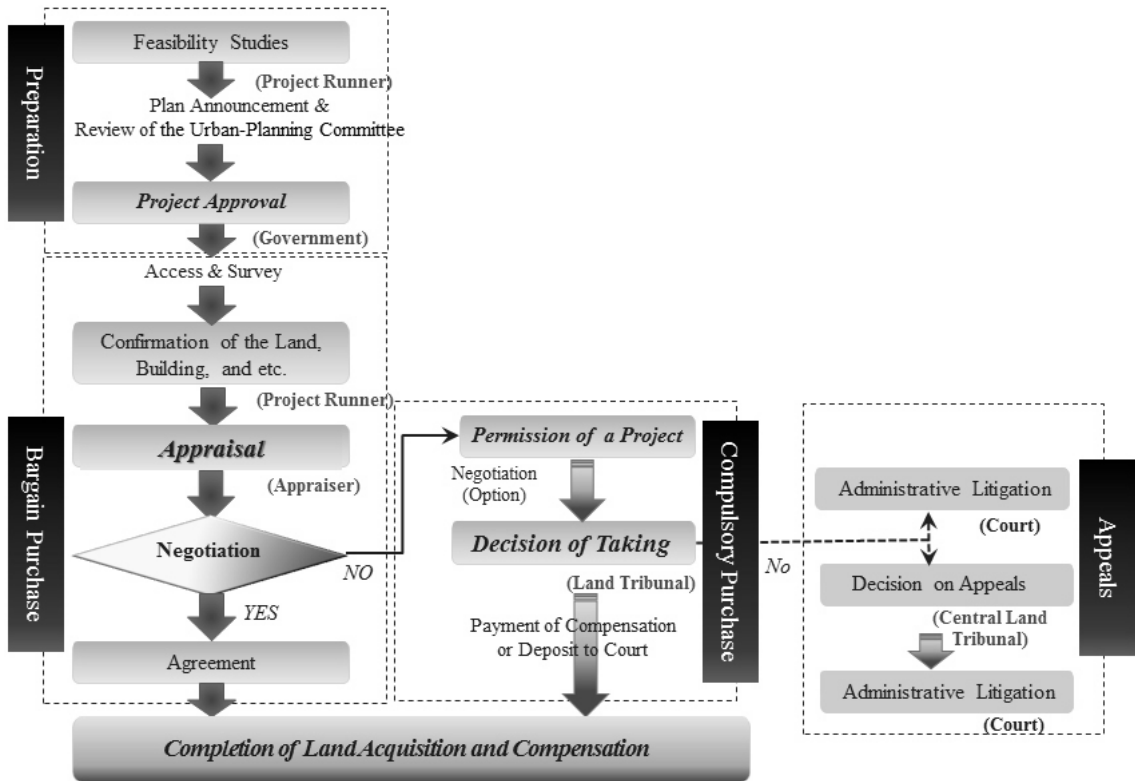 Preparation
Feasibility Studies
(Project Runner)
Plan Announcement &
Review of the Urban-Planning Committee
Project Approval
(Government)
Bargain Purchase
Access & Survey
Confirmation of the Land,
Building, and etc.
(Project Runner)
Appraisal
(Appraiser)
Negotiation
NO
YES
Agreement
Compulsory Purchase
Permission of a Project
Negotiation
(Option)
Decision of Taking
(Land Tribunal)
Payment of Compensation
or Deposit to Court
No
Appeals
Administrative Litigation
(Court)
Decision on Appeals
(Central Land
Tribunal)
Administrative Litigation
(Court)
Completion of Land Acquisition and Compensation